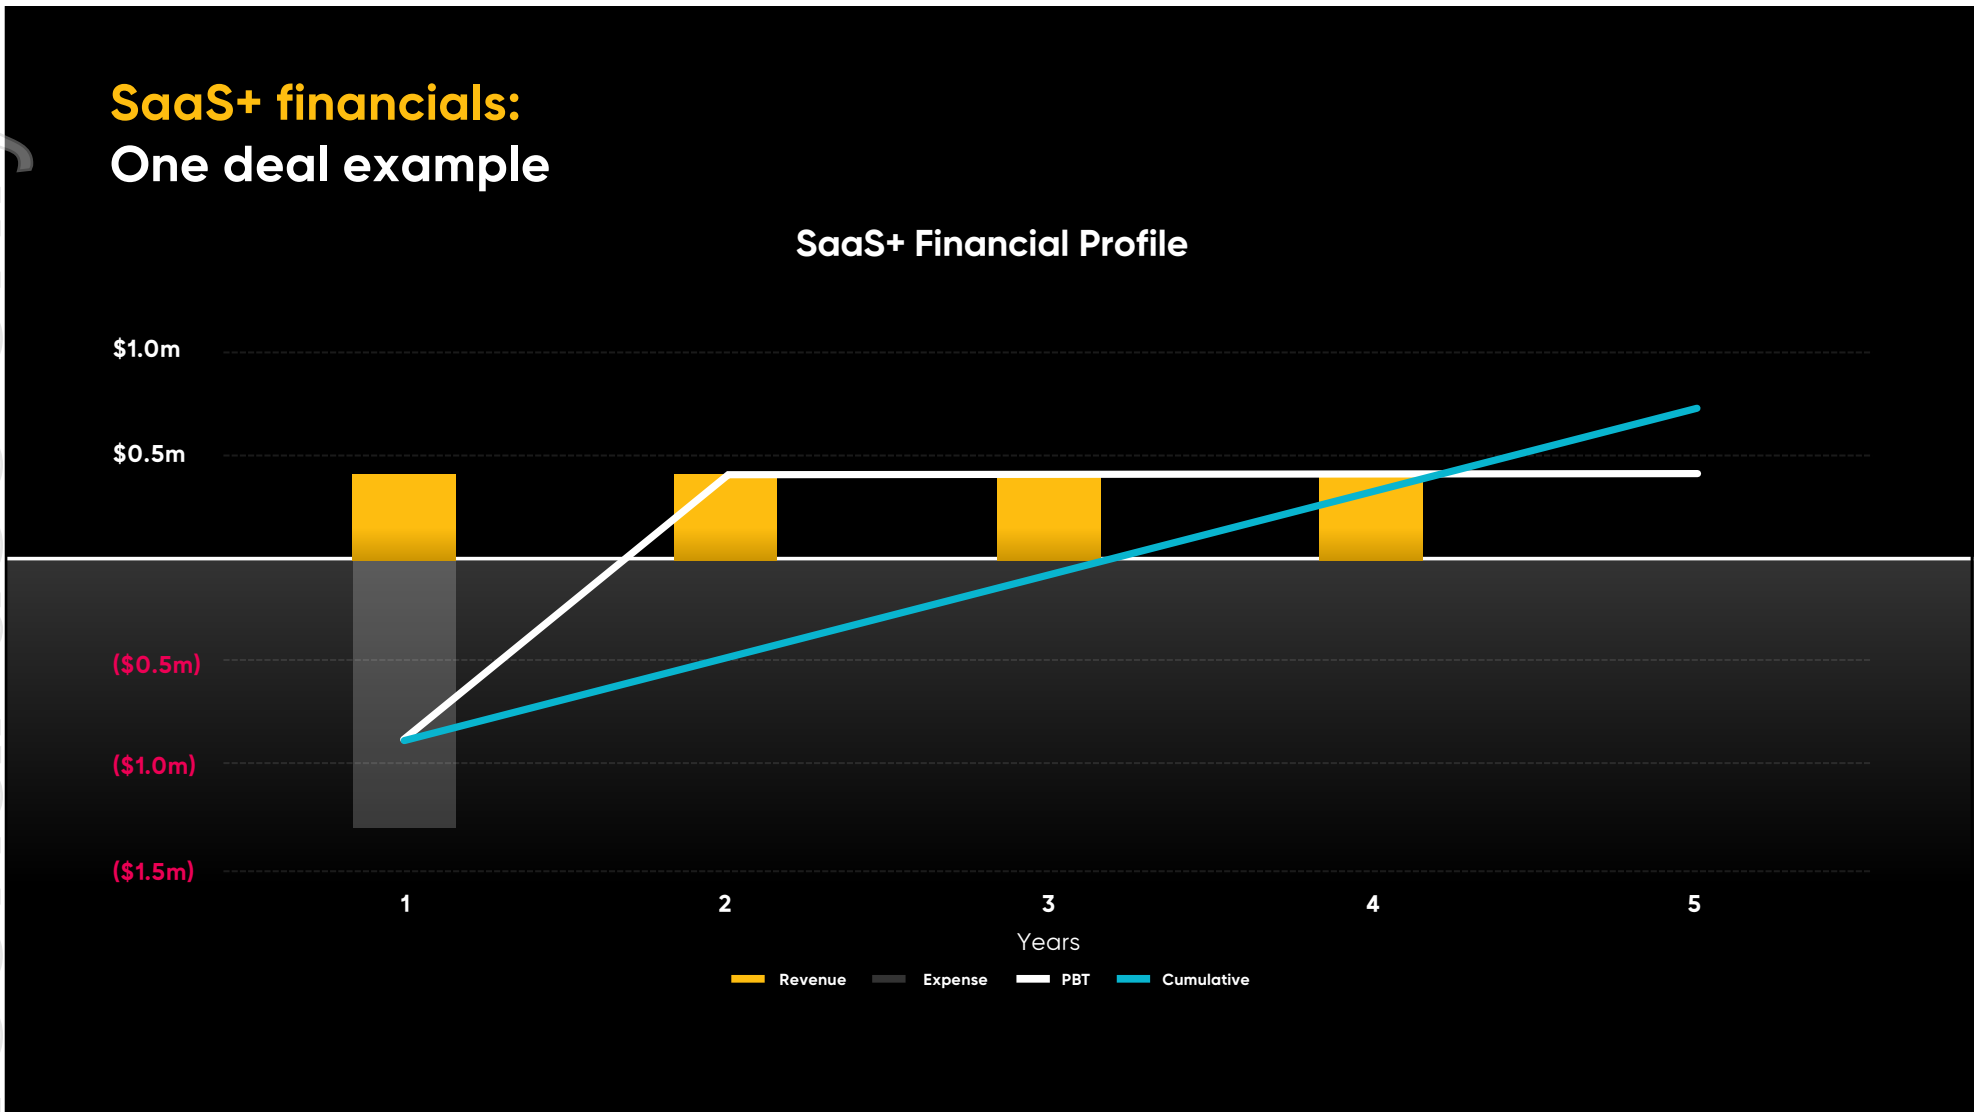 SaaS+ financials:
One deal example
SaaS+ Financial Profile
$1.0m
$0.5m
($0.5m)
($1.0m)
($1.5m)
1 2 3 4 5
Years
Revenue Expense PBT Cumulative